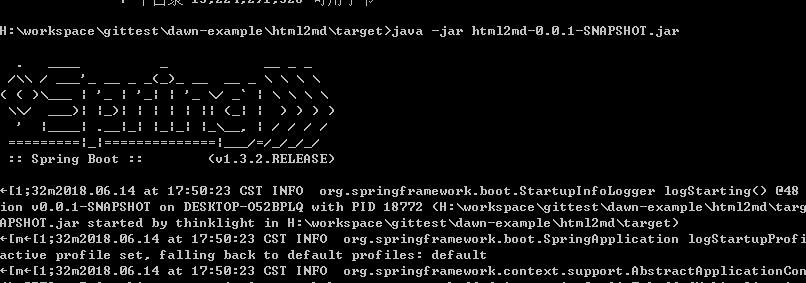 H:\workspace\gittest\dawn-example\html2md\target>java -jar html2md-0.0.1-SNAPSHOT.jar
  .   ____          _            __ _ _
 /\\ / ___'_ __ _ _(_)_ __  __ _ \ \ \ \
( ( )\___ | '_ | '_| | '_ \/ _` | \ \ \ \
 \\/  ___)| |_)| | | | | || (_| |  ) ) ) )
  '  |____| .__|_| |_|_| |_\__, | / / / /
 =========|_|==============|___/=/_/_/_/
 :: Spring Boot ::        (v1.3.2.RELEASE)
←[1;32m2018.06.14 at 17:50:23 CST INFO  org.springframework.boot.StartupInfoLogger logStarting() @48
ion v0.0.1-SNAPSHOT on DESKTOP-O52BPLQ with PID 18772 (H:\workspace\gittest\dawn-example\html2md\targ
APSHOT.jar started by thinklight in H:\workspace\gittest\dawn-example\html2md\target)
←[m←[1;32m2018.06.14 at 17:50:23 CST INFO  org.springframework.boot.SpringApplication logStartupProfi
active profile set, falling back to default profiles: default
←[m←[1;32m2018.06.14 at 17:50:23 CST INFO  org.springframework.context.support.AbstractApplicationCon